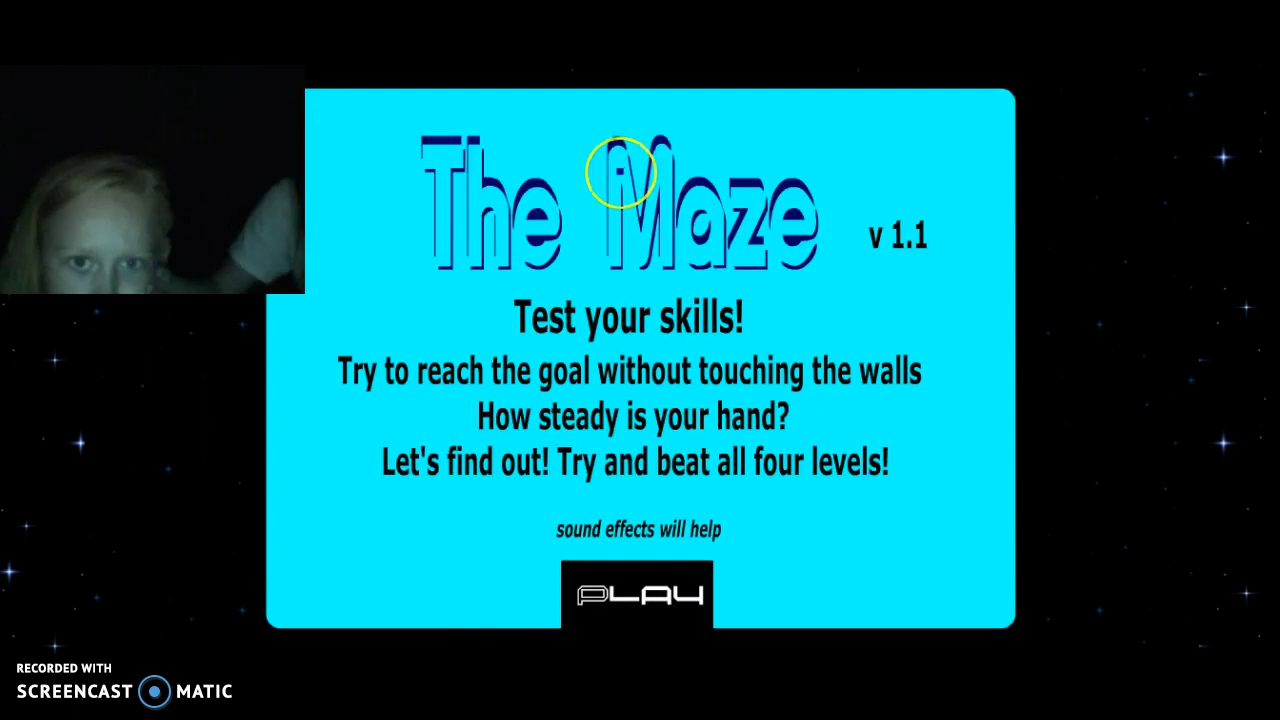 The Maze
v 1.1
Test your skills!
Try to reach the goal without touching the walls
How steady is your hand?
Let's find out! Try and beat all four levels!
sound effects will help
PLAY
RECORDED WITH
SCREENCAST MATIC